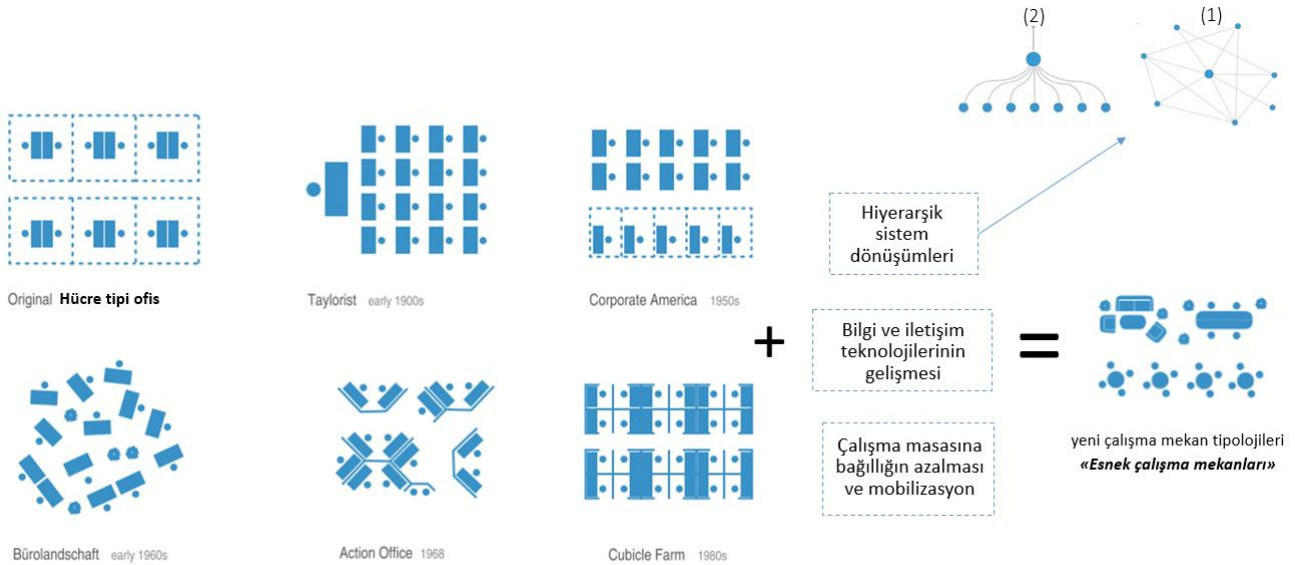 (2)
(1)
Original Hücre tipi ofis
Taylorist early 1900s
Corporate America 1950s
Bürolandschaft early 1960s
Action Office 1968
Cubicle Farm 1980s
+
Hiyerarşik
sistem
dönüşümleri
Bilgi ve iletişim
teknolojilerinin
gelişmesi
Çalışma masasına
bağıllığın azalması
ve mobilizasyon
=
yeni çalışma mekan tipolojileri
«Esnek çalışma mekanları»